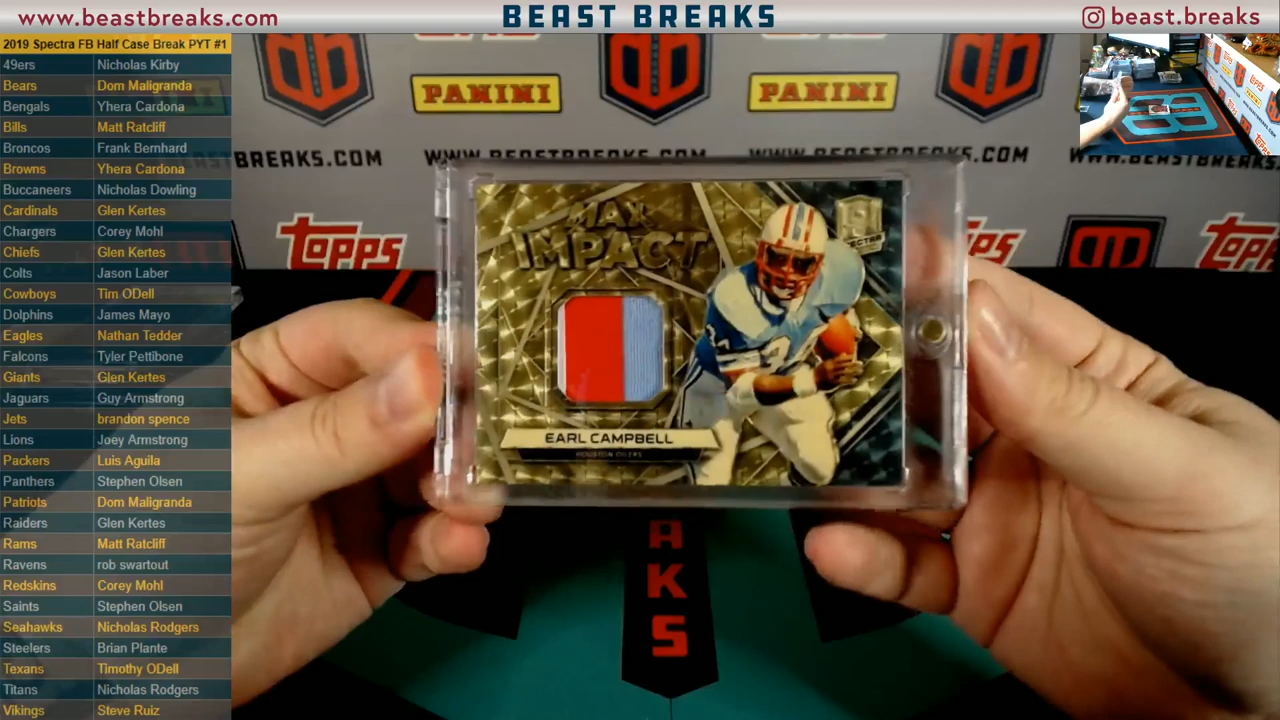 www.beastbreaks.com
BEAST BREAKS
beast.breaks
2019 Spectra FB Half Case Break PYT #1
49ers Nicholas Kirby
Bears Dom Maligranda
Bengals Yhera Cardona
Bills Matt Ratcliff
Broncos Frank Bernhard
Browns Yhera Cardona
Buccaneers Nicholas Dowling
Cardinals Glen Kertes
Chargers Corey Mohl
Chiefs Glen Kertes
Colts Jason Laber
Cowboys Tim ODell
Dolphins James Mayo
Eagles Nathan Tedder
Falcons Tyler Pettibone
Giants Glen Kertes
Jaguars Guy Armstrong
Jets brandon spence
Lions Joey Armstrong
Packers Luis Aguila
Panthers Stephen Olsen
Patriots Dom Maligranda
Raiders Glen Kertes
Rams Matt Ratcliff
Ravens rob swartout
Redskins Corey Mohl
Saints Stephen Olsen
Seahawks Nicholas Rodgers
Steelers Brian Plante
Texans Timothy ODell
Titans Nicholas Rodgers
Vikings Steve Ruiz
PANINI
PANINI
BREAKS.COM
WWW.BEASTBREAKS.COM
WWW.BEASTBREAKS.COM
WWW.BEASTBREAKS
TOPPS
TOPPS
MAX
IMPACT
SPECTRA
EARL CAMPBELL
HOUSTON OILERS
AKS
topps
topps